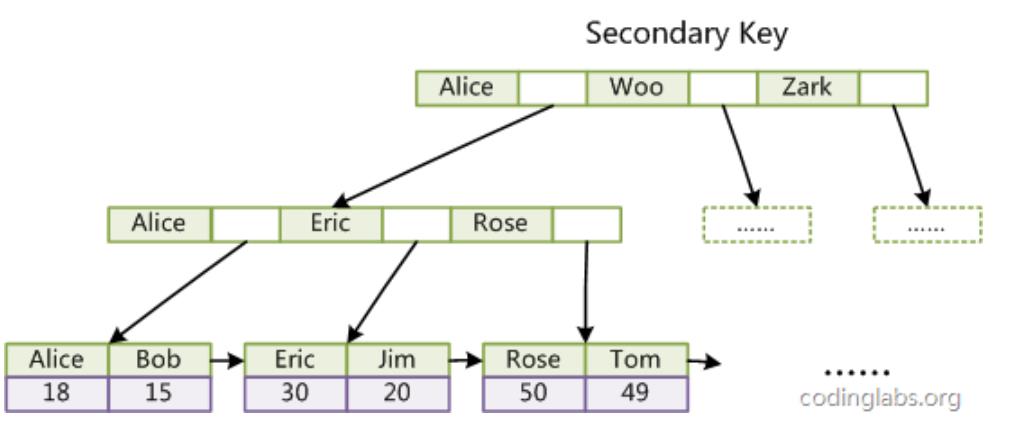 Secondary Key
Alice Woo Zark
Alice Eric Rose
...... ......
Alice Bob Eric Jim Rose Tom
18 15 30 20 50 49
......
codinglabs.org